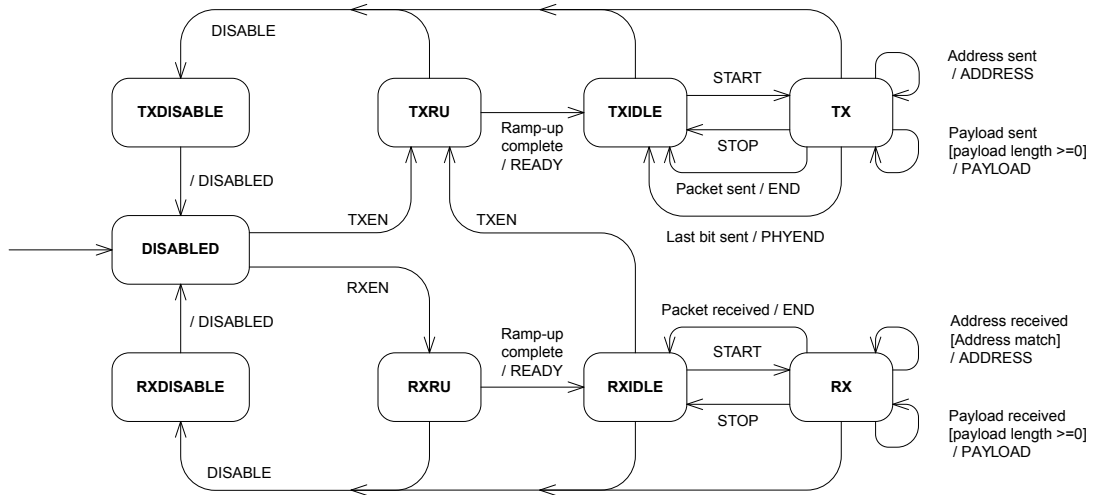 DISABLE
TXDISABLE
TXRU
TXIDLE
TX
START
STOP
Address sent
/ ADDRESS
Payload sent
[payload length >=0]
/ PAYLOAD
Ramp-up
complete
/ READY
Packet sent / END
Last bit sent / PHYEND
/ DISABLED
TXEN
TXEN
DISABLED
RXEN
/ DISABLED
Ramp-up
complete
/ READY
Packet received / END
START
STOP
Address received
[Address match]
/ ADDRESS
RXDISABLE
RXRU
RXIDLE
RX
Payload received
[payload length >=0]
/ PAYLOAD
DISABLE